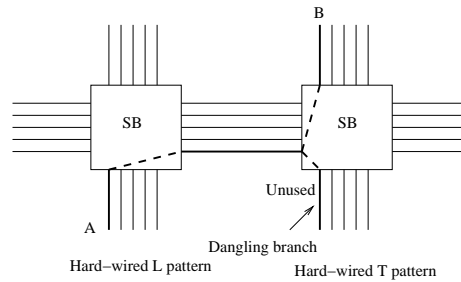 B
SB
SB
Unused
A
Dangling branch
Hard-wired L pattern
Hard-wired T pattern